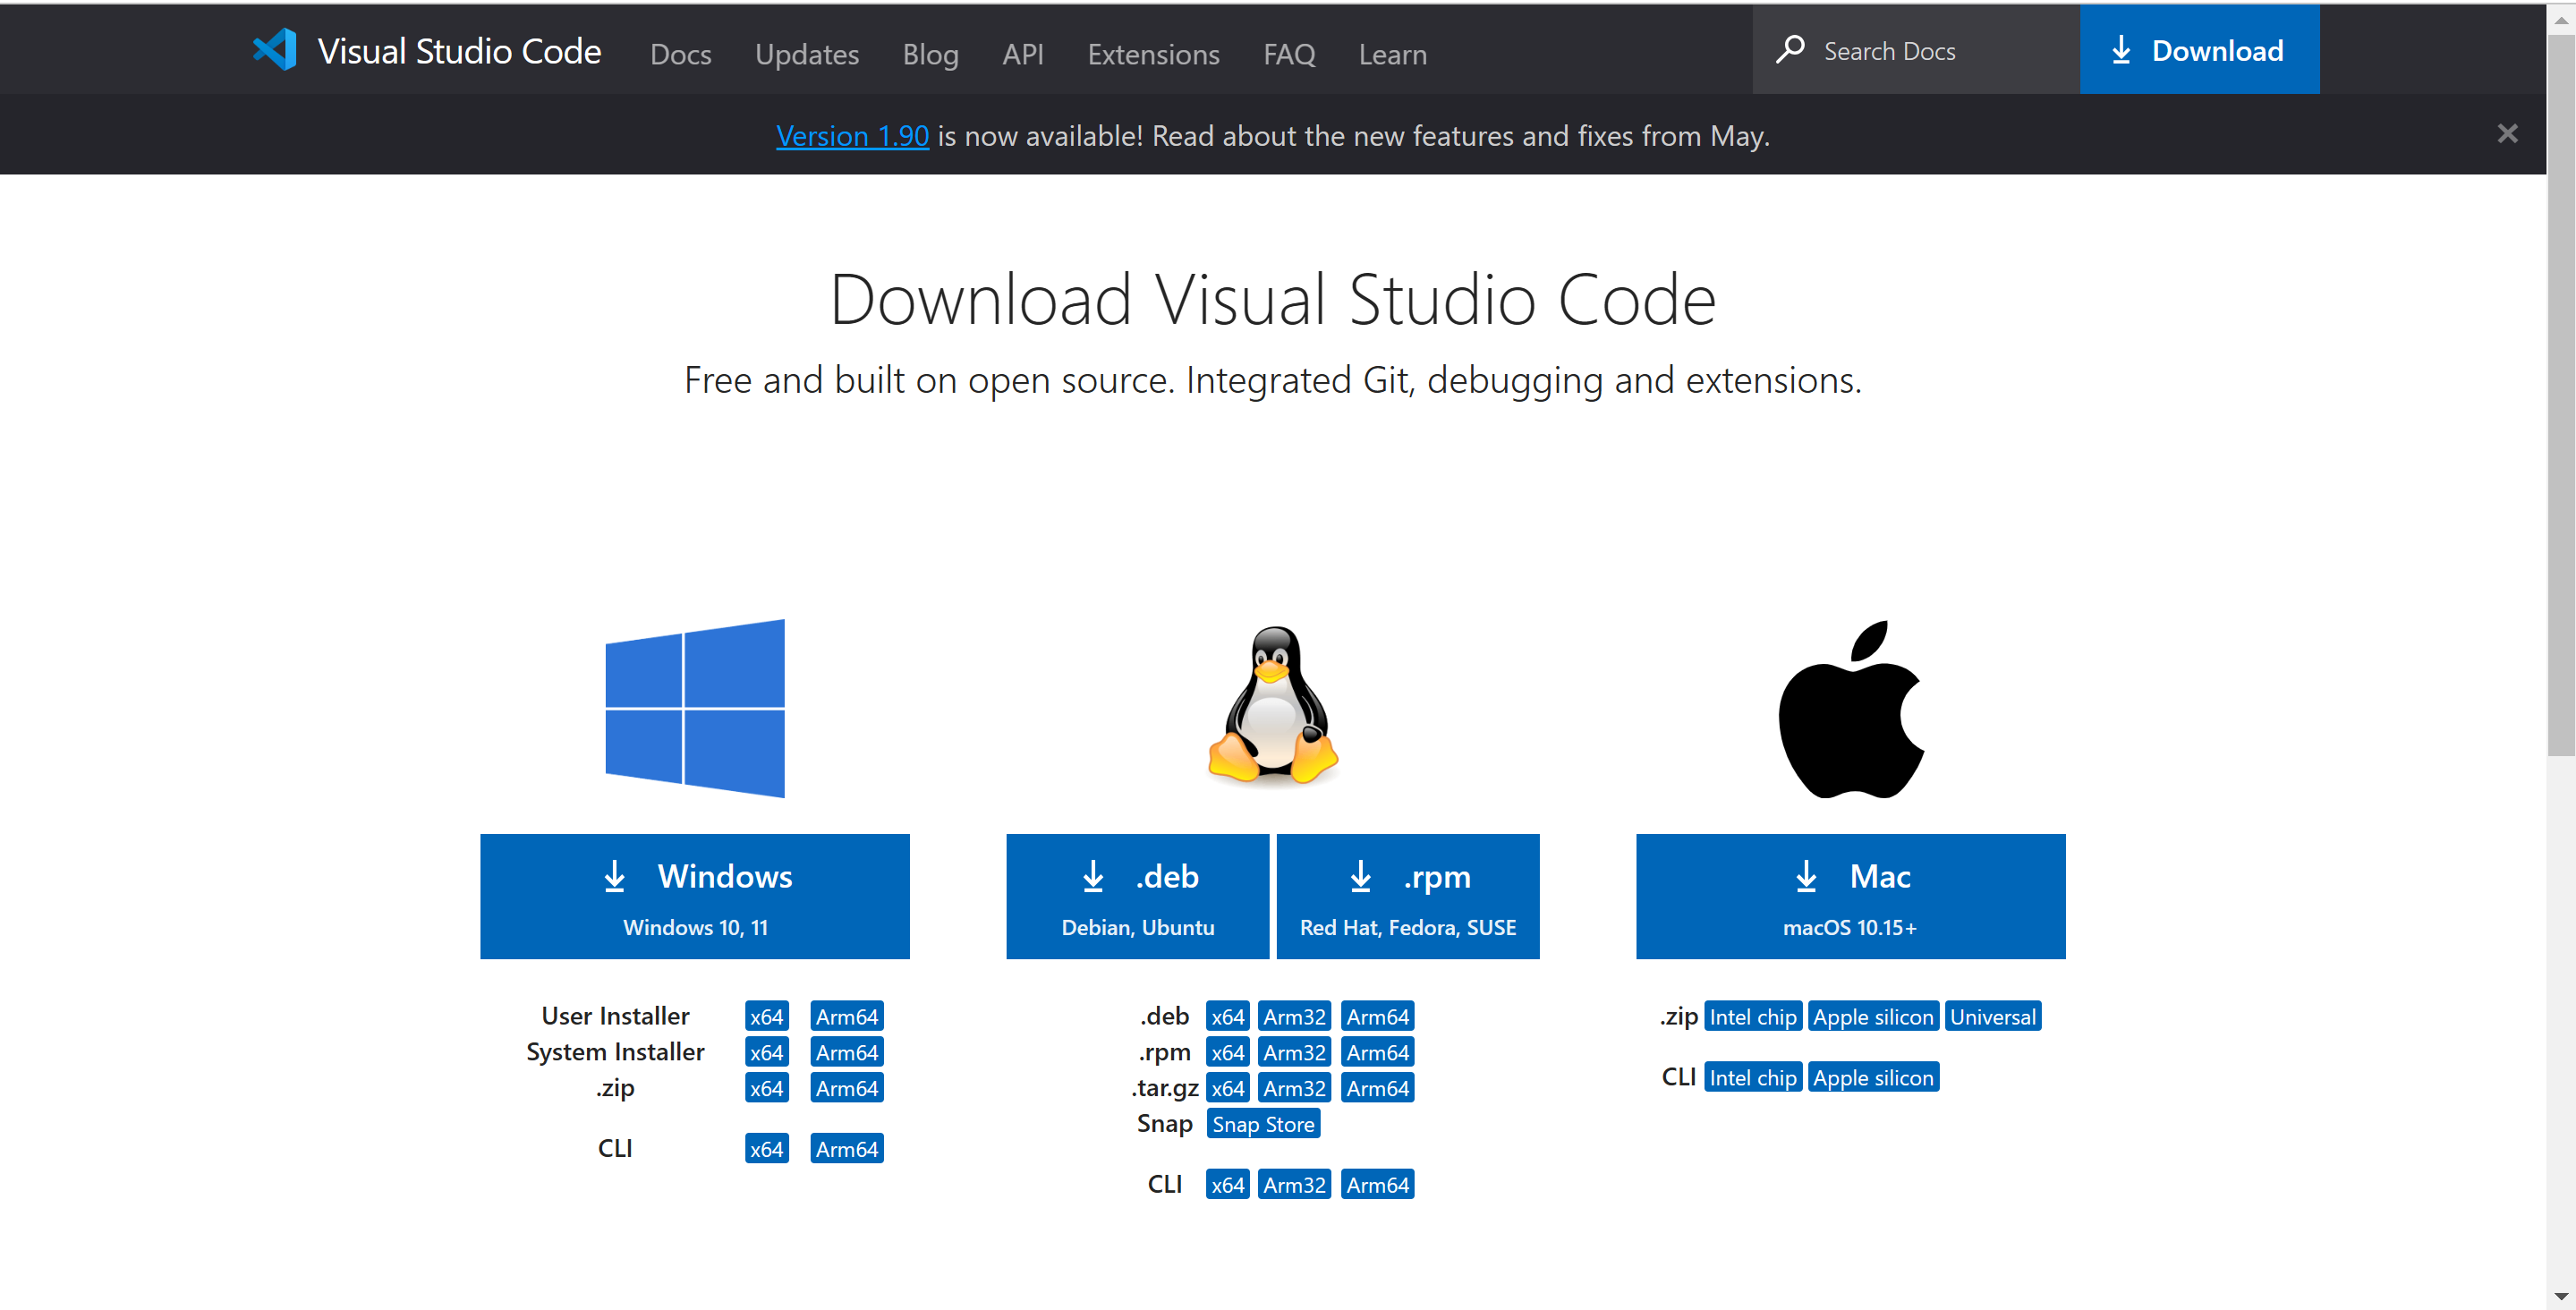 Visual Studio Code Docs Updates Blog API Extensions FAQ Learn Search Docs Download
Version 1.90 is now available! Read about the new features and fixes from May.
Download Visual Studio Code
Free and built on open source. Integrated Git, debugging and extensions.
Windows
Windows 10, 11
User Installer x64 Arm64
System Installer x64 Arm64
.zip x64 Arm64
CLI x64 Arm64
.deb
Debian, Ubuntu
.rpm
Red Hat, Fedora, SUSE
.deb x64 Arm32 Arm64
.rpm x64 Arm32 Arm64
.tar.gz x64 Arm32 Arm64
Snap Snap Store
CLI x64 Arm32 Arm64
Mac
macOS 10.15+
.zip Intel chip Apple silicon Universal
CLI Intel chip Apple silicon